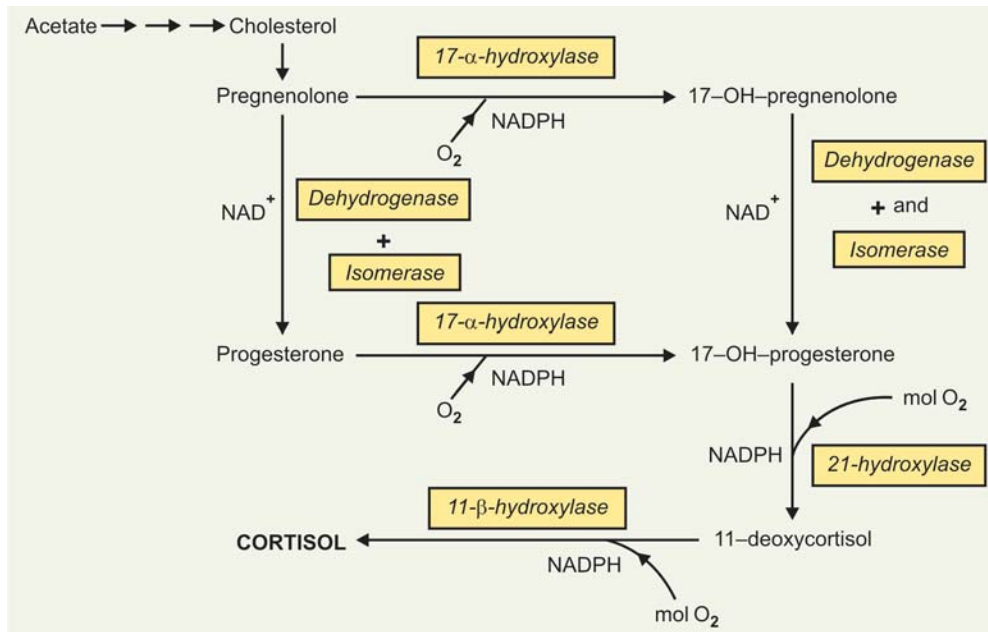 Acetate Cholesterol
17-α-hydroxylase
Pregnenolone 17–OH–pregnenolone
NADPH
O₂
Dehydrogenase
Dehydrogenase
NAD⁺
NAD⁺
+ and
+
Isomerase
Isomerase
17-α-hydroxylase
Progesterone 17–OH–progesterone
NADPH
O₂
mol O₂
NADPH
21-hydroxylase
11-β-hydroxylase
CORTISOL 11–deoxycortisol
NADPH
mol O₂